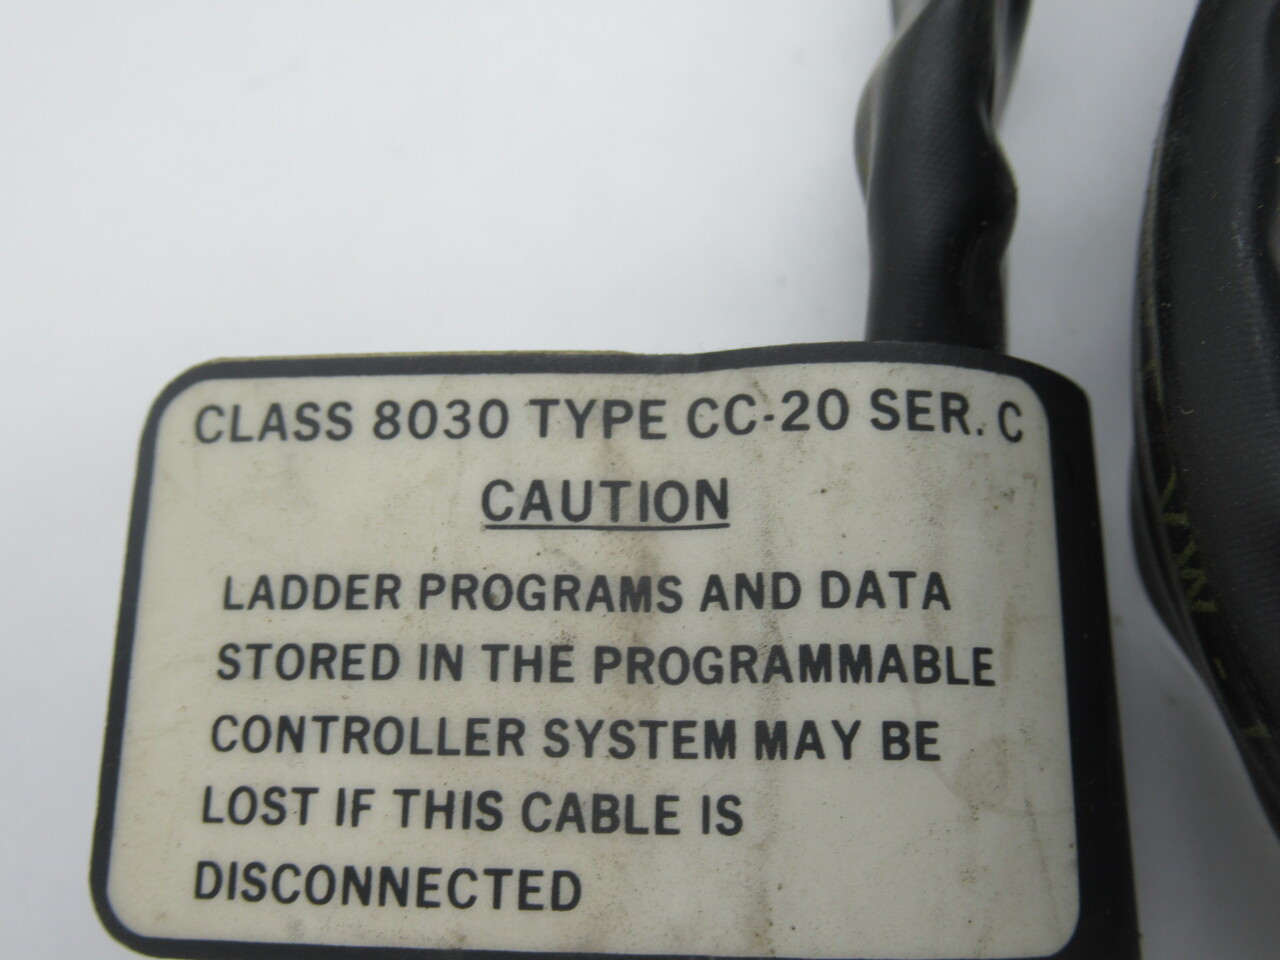 CLASS 8030 TYPE CC-20 SER. C
CAUTION
LADDER PROGRAMS AND DATA
STORED IN THE PROGRAMMABLE
CONTROLLER SYSTEM MAY BE
LOST IF THIS CABLE IS
DISCONNECTED